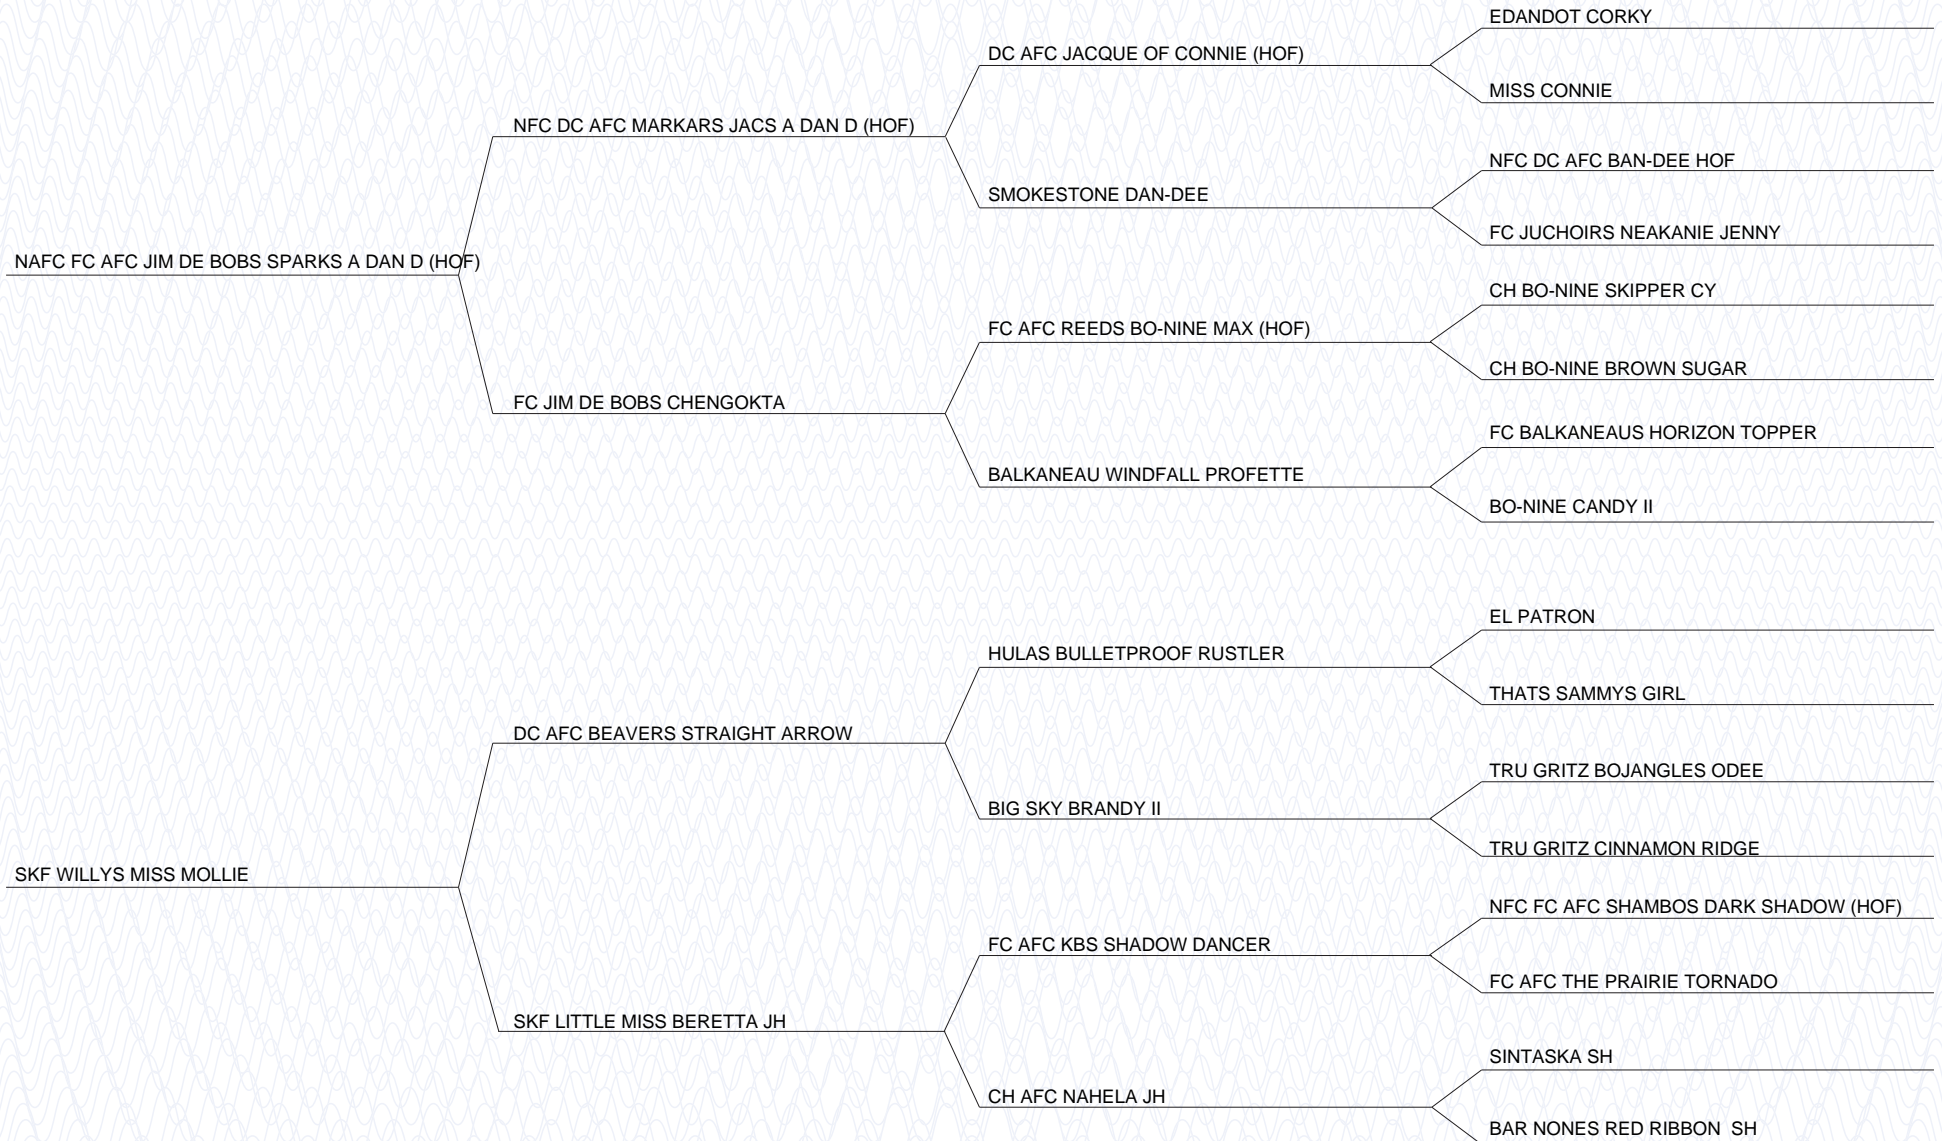 EDANDOT CORKY
DC AFC JACQUE OF CONNIE (HOF)
MISS CONNIE
NFC DC AFC MARKARS JACS A DAN D (HOF)
NFC DC AFC BAN-DEE HOF
SMOKESTONE DAN-DEE
FC JUCHOIRS NEAKANIE JENNY
NAFC FC AFC JIM DE BOBS SPARKS A DAN D (HOF)
CH BO-NINE SKIPPER CY
FC AFC REEDS BO-NINE MAX (HOF)
CH BO-NINE BROWN SUGAR
FC JIM DE BOBS CHENGOKTA
FC BALKANEAUS HORIZON TOPPER
BALKANEAU WINDFALL PROFETTE
BO-NINE CANDY II
EL PATRON
HULAS BULLETPROOF RUSTLER
THATS SAMMYS GIRL
DC AFC BEAVERS STRAIGHT ARROW
TRU GRITZ BOJANGLES ODEE
BIG SKY BRANDY II
TRU GRITZ CINNAMON RIDGE
SKF WILLYS MISS MOLLIE
NFC FC AFC SHAMBOS DARK SHADOW (HOF)
FC AFC KBS SHADOW DANCER
FC AFC THE PRAIRIE TORNADO
SKF LITTLE MISS BERETTA JH
SINTASKA SH
CH AFC NAHELA JH
BAR NONES RED RIBBON  SH